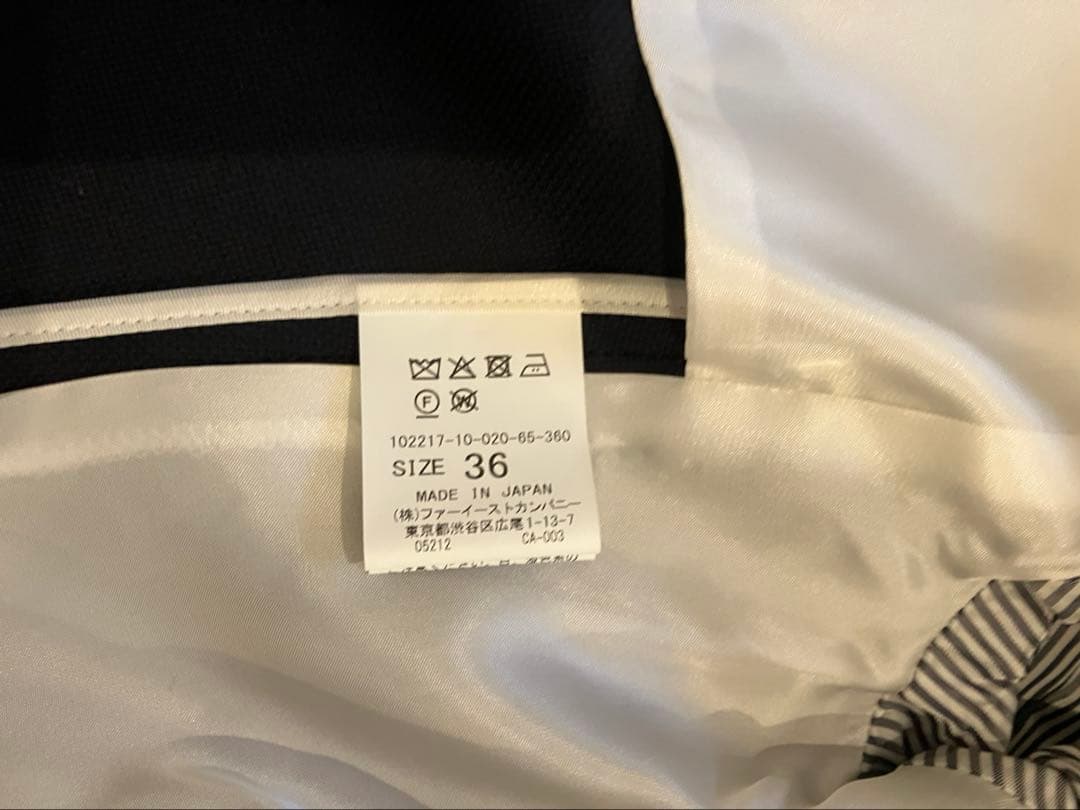 F W
102217-10-020-65-360
SIZE 36
MADE IN JAPAN
(株)ファーイーストカンパニー
東京都渋谷区広尾1-13-7
05212 CA-003